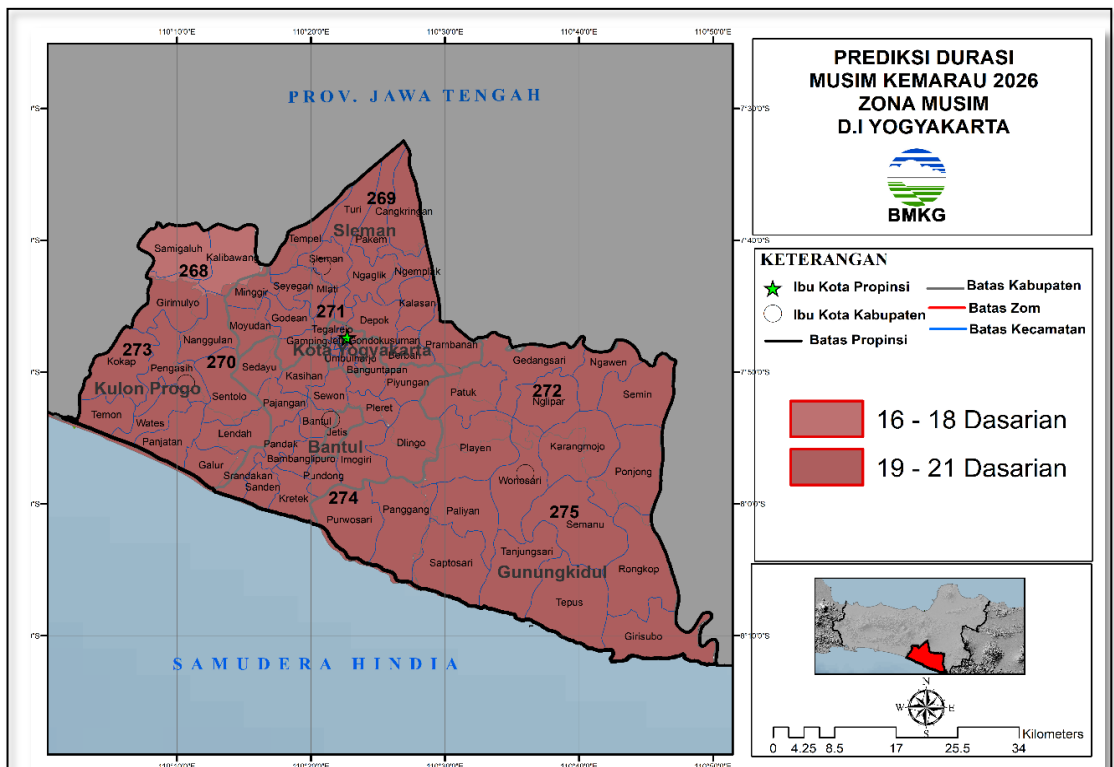 110°10'0"E 110°20'0"E 110°30'0"E 110°40'0"E 110°50'0"E
PROV. JAWA TENGAH
7°30'0"S
7°40'0"S
7°50'0"S
8°0'0"S
8°10'0"S
269
Turi
Cangkringan
Sleman
Tempel
Pakem
Samigaluh
Kalibawang
268
Sleman
Ngaglik
Ngemplak
Minggir
Seyegan
Mlati
Girimulyo
271
Kalasan
Godean
Depok
Moyudan
Tegalrejo
Gamping
Jetis
Gondokusuman
Prambanan
Nanggulan
273
Kota Yogyakarta
Umbulharjo
Berbah
Kokap
270
Pengasih
Sedayu
Banguntapan
Gedangsari
Ngawen
Kasihan
Piyungan
272
Kulon Progo
Patuk
Nglipar
Semin
Sentolo
Pajangan
Sewon
Pleret
Temon
Wates
Bantul
Jetis
Lendah
Panjatan
Pandak
Bantul
Dlingo
Playen
Karangmojo
Bambanglipuro
Imogiri
Galur
Srandakan
Pundong
Ponjong
Sanden
Wonosari
Kretek
274
Panggang
Paliyan
275
Purwosari
Semanu
Tanjungsari
Saptosari
Gunungkidul
Rongkop
Tepus
Girisubo
SAMUDERA HINDIA
110°50'0"E
PREDIKSI DURASI
MUSIM KEMARAU 2026
ZONA MUSIM
D.I YOGYAKARTA
BMKG
KETERANGAN
Ibu Kota Propinsi
Batas Kabupaten
Ibu Kota Kabupaten
Batas Zom
Batas Kecamatan
Batas Propinsi
16 - 18 Dasarian
19 - 21 Dasarian
N
W E
S
Kilometers
0 4.25 8.5 17 25.5 34